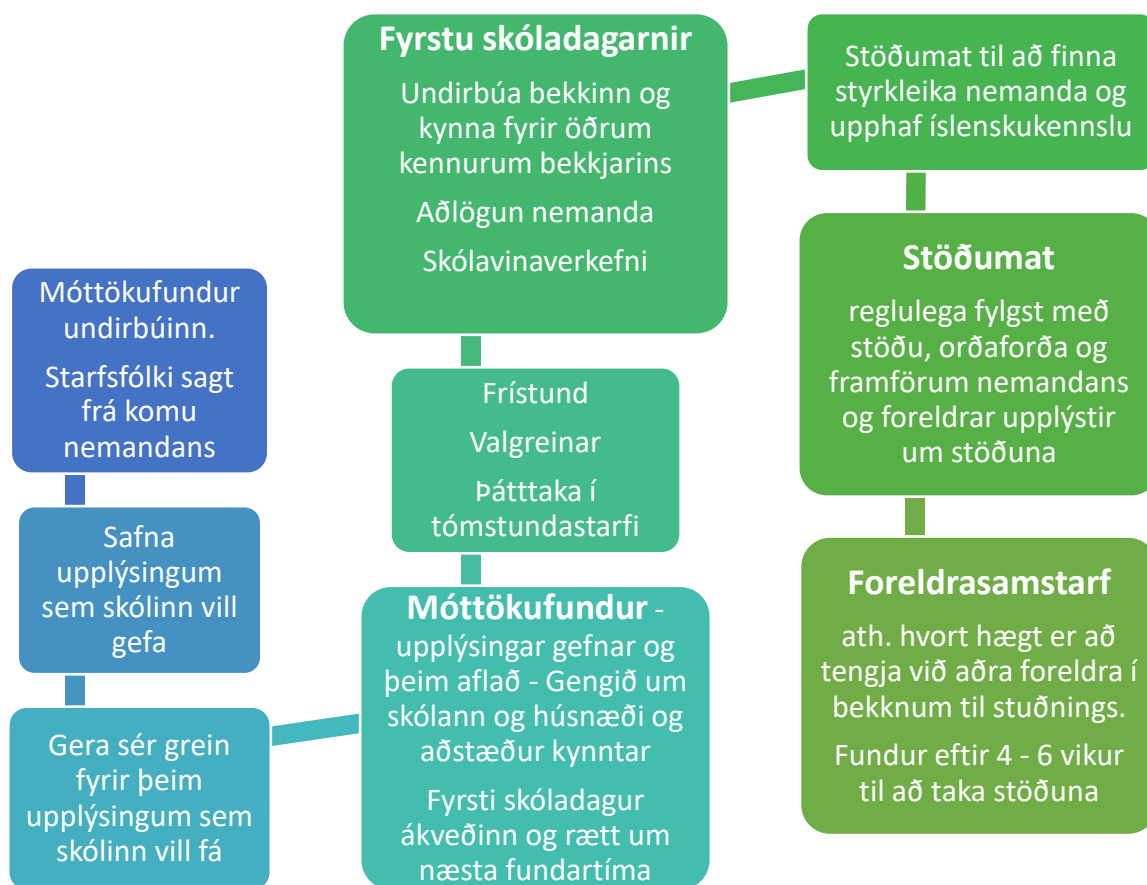 Móttökufundur
undirbúinn.
Starfsfólki sagt
frá komu
nemandans
Safna
upplýsingum
sem skólinn vill
gefa
Gera sér grein
fyrir þeim
upplýsingum sem
skólinn vill fá
Móttökufundur -
upplýsingar gefnar og
þeim aflað - Gengið um
skólann og húsnæði og
aðstæður kynntar
Fyrsti skóladagur
ákveðinn og rætt um
næsta fundartíma
Frístund
Valgreinar
Þátttaka í
tómstundastarfi
Fyrstu skóladagarnir
Undirbúa bekkinn og
kynna fyrir öðrum
kennurum bekkjarins
Aðlögun nemanda
Skólavinaverkefni
Stöðumat til að finna
styrkleika nemanda og
upphaf íslenskukennslu
Stöðumat
reglulega fylgst með
stöðu, orðaforða og
framförum nemandans
og foreldrar upplýstir
um stöðuna
Foreldrasamstarf
ath. hvort hægt er að
tengja við aðra foreldra í
bekknum til stuðnings.
Fundur eftir 4 - 6 vikur
til að taka stöðuna